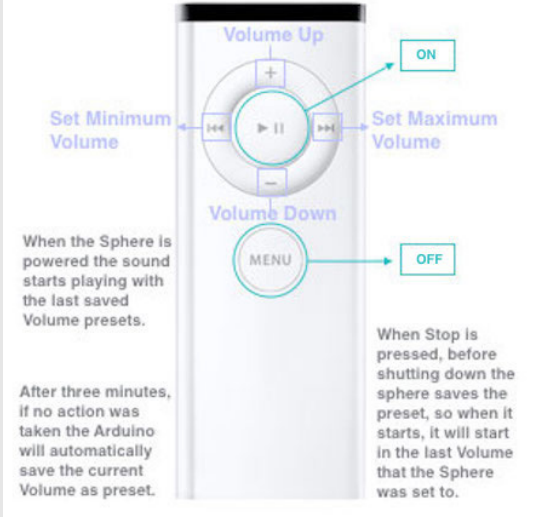 Volume Up
ON
+
Set Minimum
Volume
Set Maximum
Volume
−
Volume Down
MENU
OFF
When the Sphere is
powered the sound
starts playing with
the last saved
Volume presets.
When Stop is
pressed, before
shutting down the
sphere saves the
preset, so when it
starts, it will start
in the last Volume
that the Sphere
was set to.
After three minutes,
if no action was
taken the Arduino
will automatically
save the current
Volume as preset.